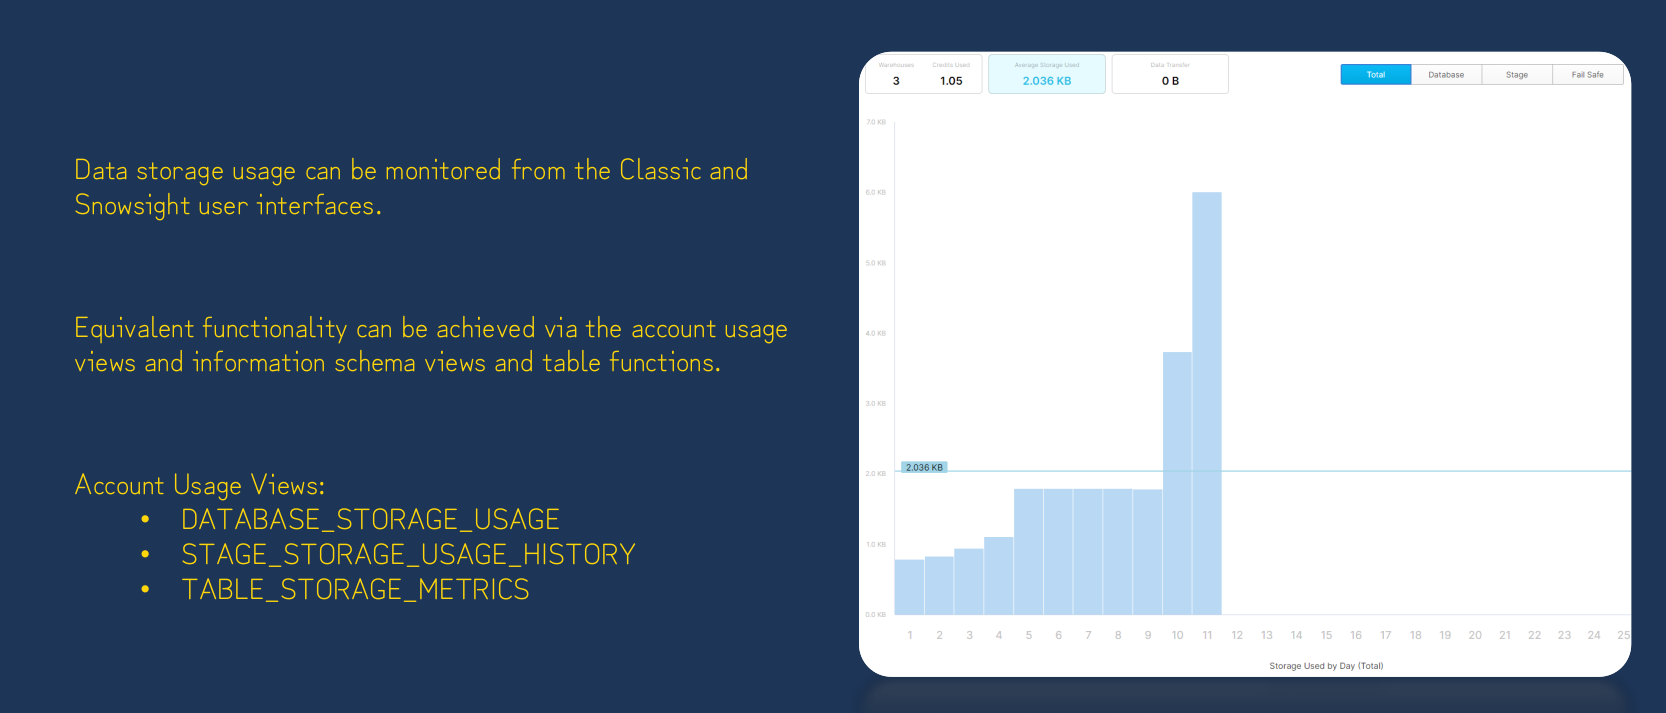 Data storage usage can be monitored from the Classic and
Snowsight user interfaces.
Equivalent functionality can be achieved via the account usage
views and information schema views and table functions.
Account Usage Views:
• DATABASE_STORAGE_USAGE
• STAGE_STORAGE_USAGE_HISTORY
• TABLE_STORAGE_METRICS
Warehouses Credits Used Average Storage Used Data Transfer
3 1.05 2.036 KB 0 B
Total Database Stage Fail Safe
7.0 KB
6.0 KB
5.0 KB
4.0 KB
3.0 KB
2.036 KB
2.0 KB
1.0 KB
0.0 KB
1 2 3 4 5 6 7 8 9 10 11 12 13 14 15 16 17 18 19 20 21 22 23 24 25
Storage Used by Day (Total)